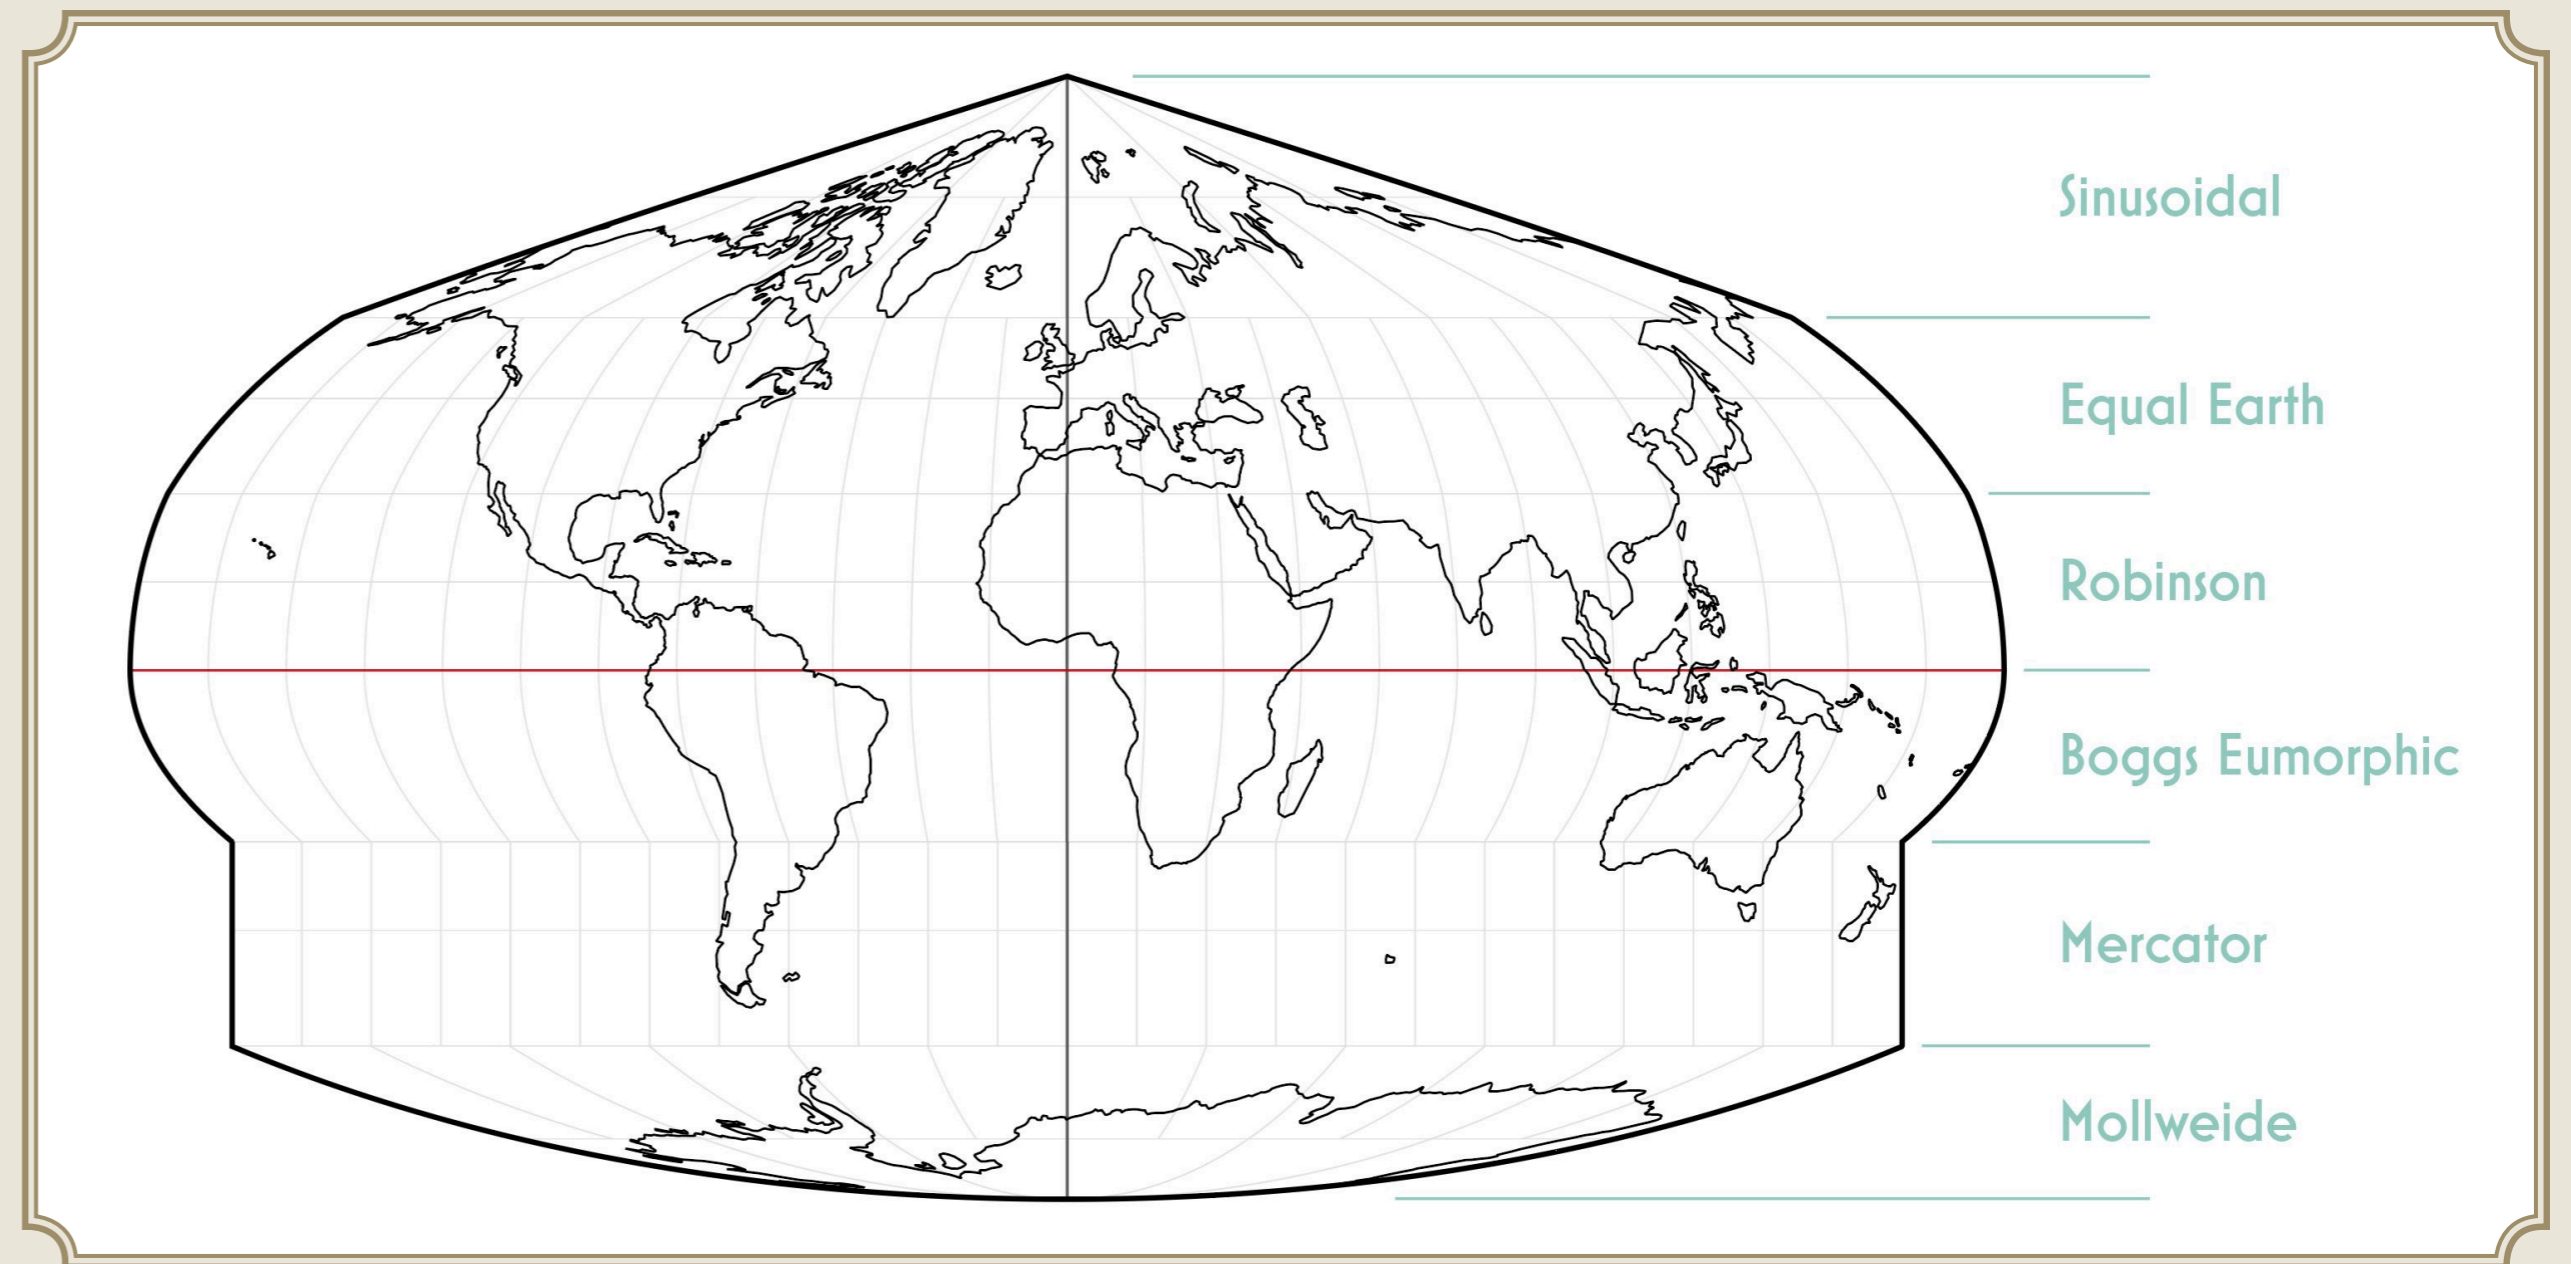 Sinusoidal
Equal Earth
Robinson
Boggs Eumorphic
Mercator
Mollweide